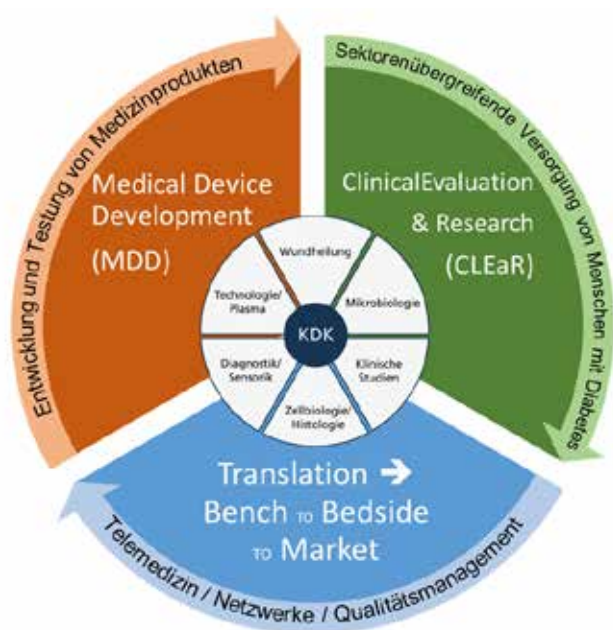 Entwicklung und Testung von Medizinprodukten
Sektorenübergreifende Versorgung von Menschen mit Diabetes
Medical Device
Development
(MDD)
ClinicalEvaluation
& Research
(CLEaR)
Wundheilung
Technologie/
Plasma
Mikrobiologie
KDK
Diagnostik/
Sensorik
Klinische
Studien
Zellbiologie/
Histologie
Translation ➔
Bench TO Bedside
TO Market
Telemedizin / Netzwerke / Qualitätsmanagement